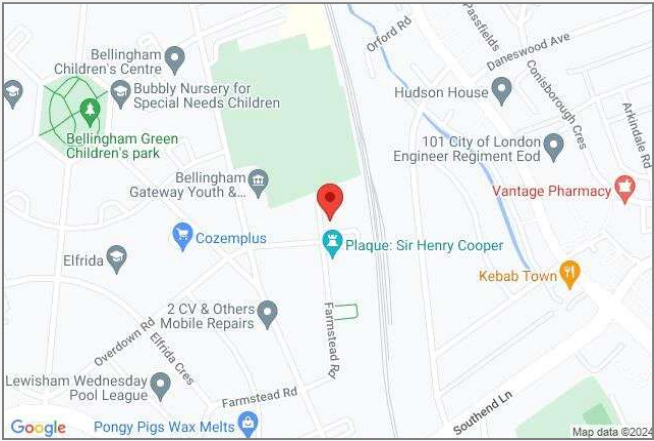 Orford Rd
Passfields
Daneswood Ave
Bellingham
Children's Centre
Bubbly Nursery for
Special Needs Children
Hudson House
Conisborough Cres
Arkindale Rd
Bellingham Green
Children's park
101 City of London
Engineer Regiment Eod
Bellingham
Gateway Youth &...
Vantage Pharmacy
Cozemplus
Plaque: Sir Henry Cooper
Elfrida
Kebab Town
2 CV & Others
Mobile Repairs
Overdown Rd
Elfrida Cres
Farmstead Rd
Lewisham Wednesday
Pool League
Farmstead Rd
Southend Ln
Pongy Pigs Wax Melts
Google
Map data ©2024